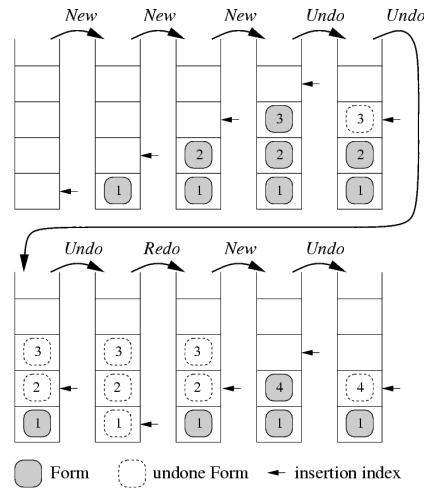 New New New Undo Undo
3 3
2 2 2
1 1 1 1
Undo Redo New Undo
3 3 3
2 2 2 4 4
1 1 1 1 1
Form undone Form insertion index